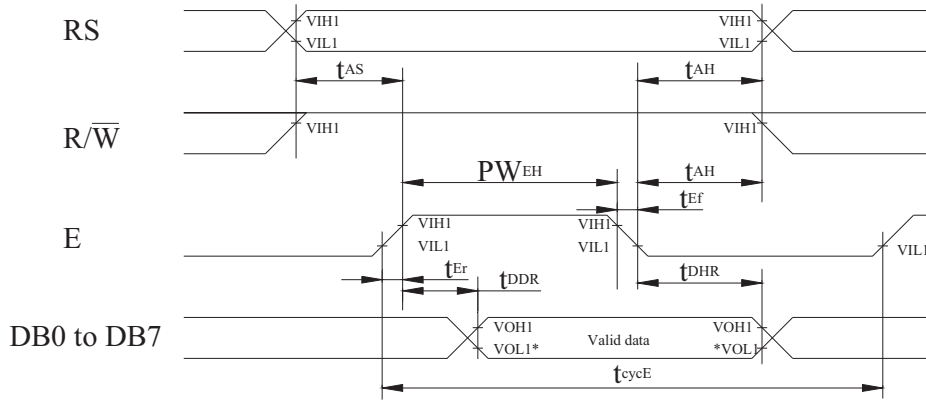 RS VIH1 VIH1
VIL1 VIL1
tAS tAH
R/W̅ VIH1 VIH1
PWEH tAH
tEf
E VIH1 VIH1
VIL1 VIL1 VIL1
tEr tDDR tDHR
DB0 to DB7 VOH1 Valid data VOH1
VOL1* *VOL1
tcycE